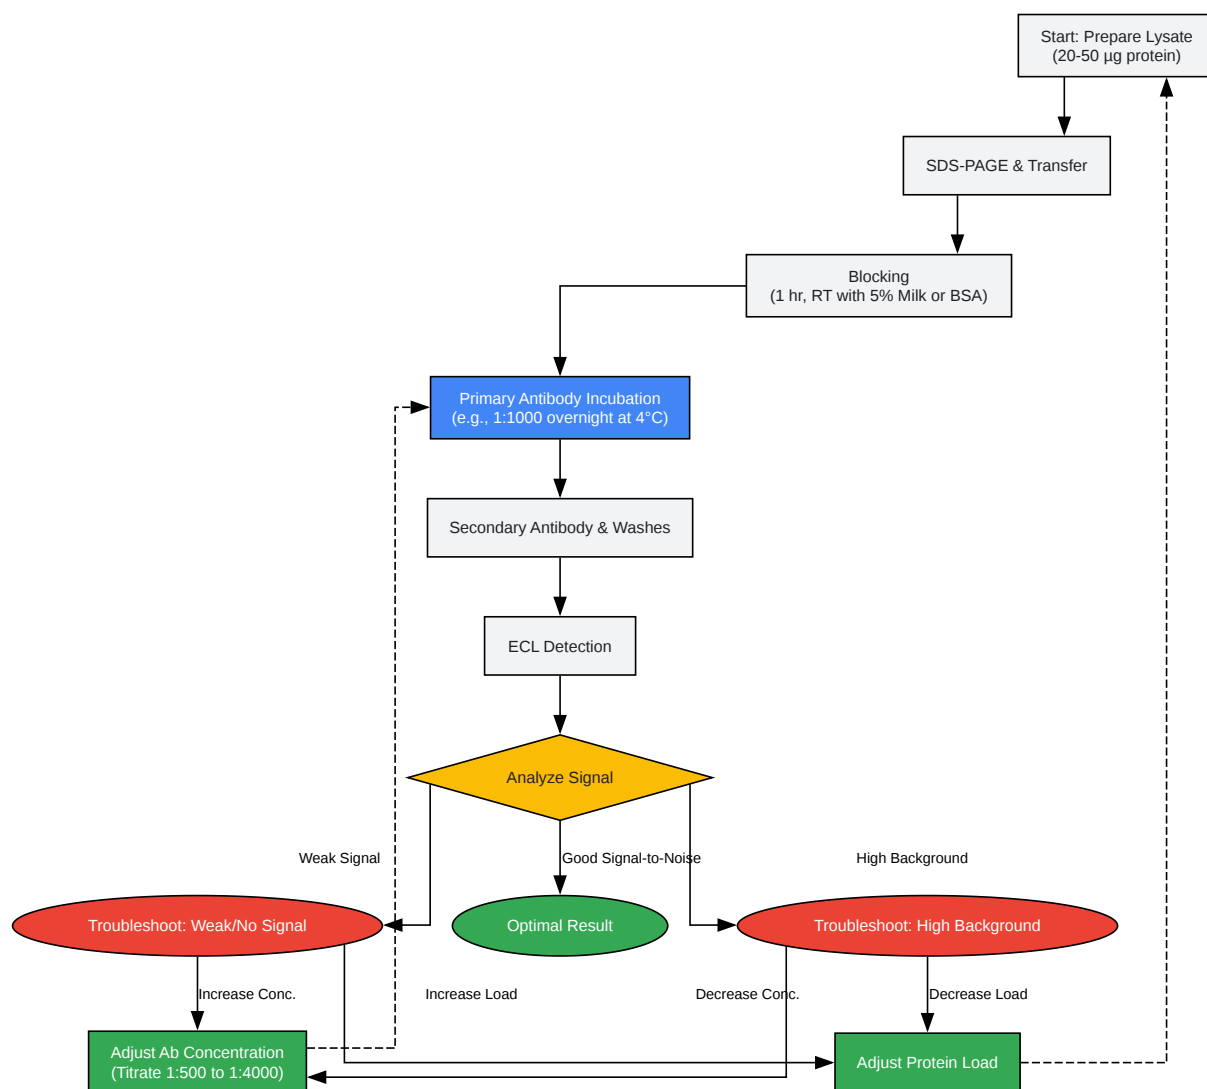 Start: Prepare Lysate
(20-50 µg protein)
SDS-PAGE & Transfer
Blocking
(1 hr, RT with 5% Milk or BSA)
Primary Antibody Incubation
(e.g., 1:1000 overnight at 4°C)
Secondary Antibody & Washes
ECL Detection
Analyze Signal
Weak Signal
Good Signal-to-Noise
High Background
Troubleshoot: Weak/No Signal
Optimal Result
Troubleshoot: High Background
Increase Conc.
Increase Load
Decrease Conc.
Decrease Load
Adjust Ab Concentration
(Titrate 1:500 to 1:4000)
Adjust Protein Load